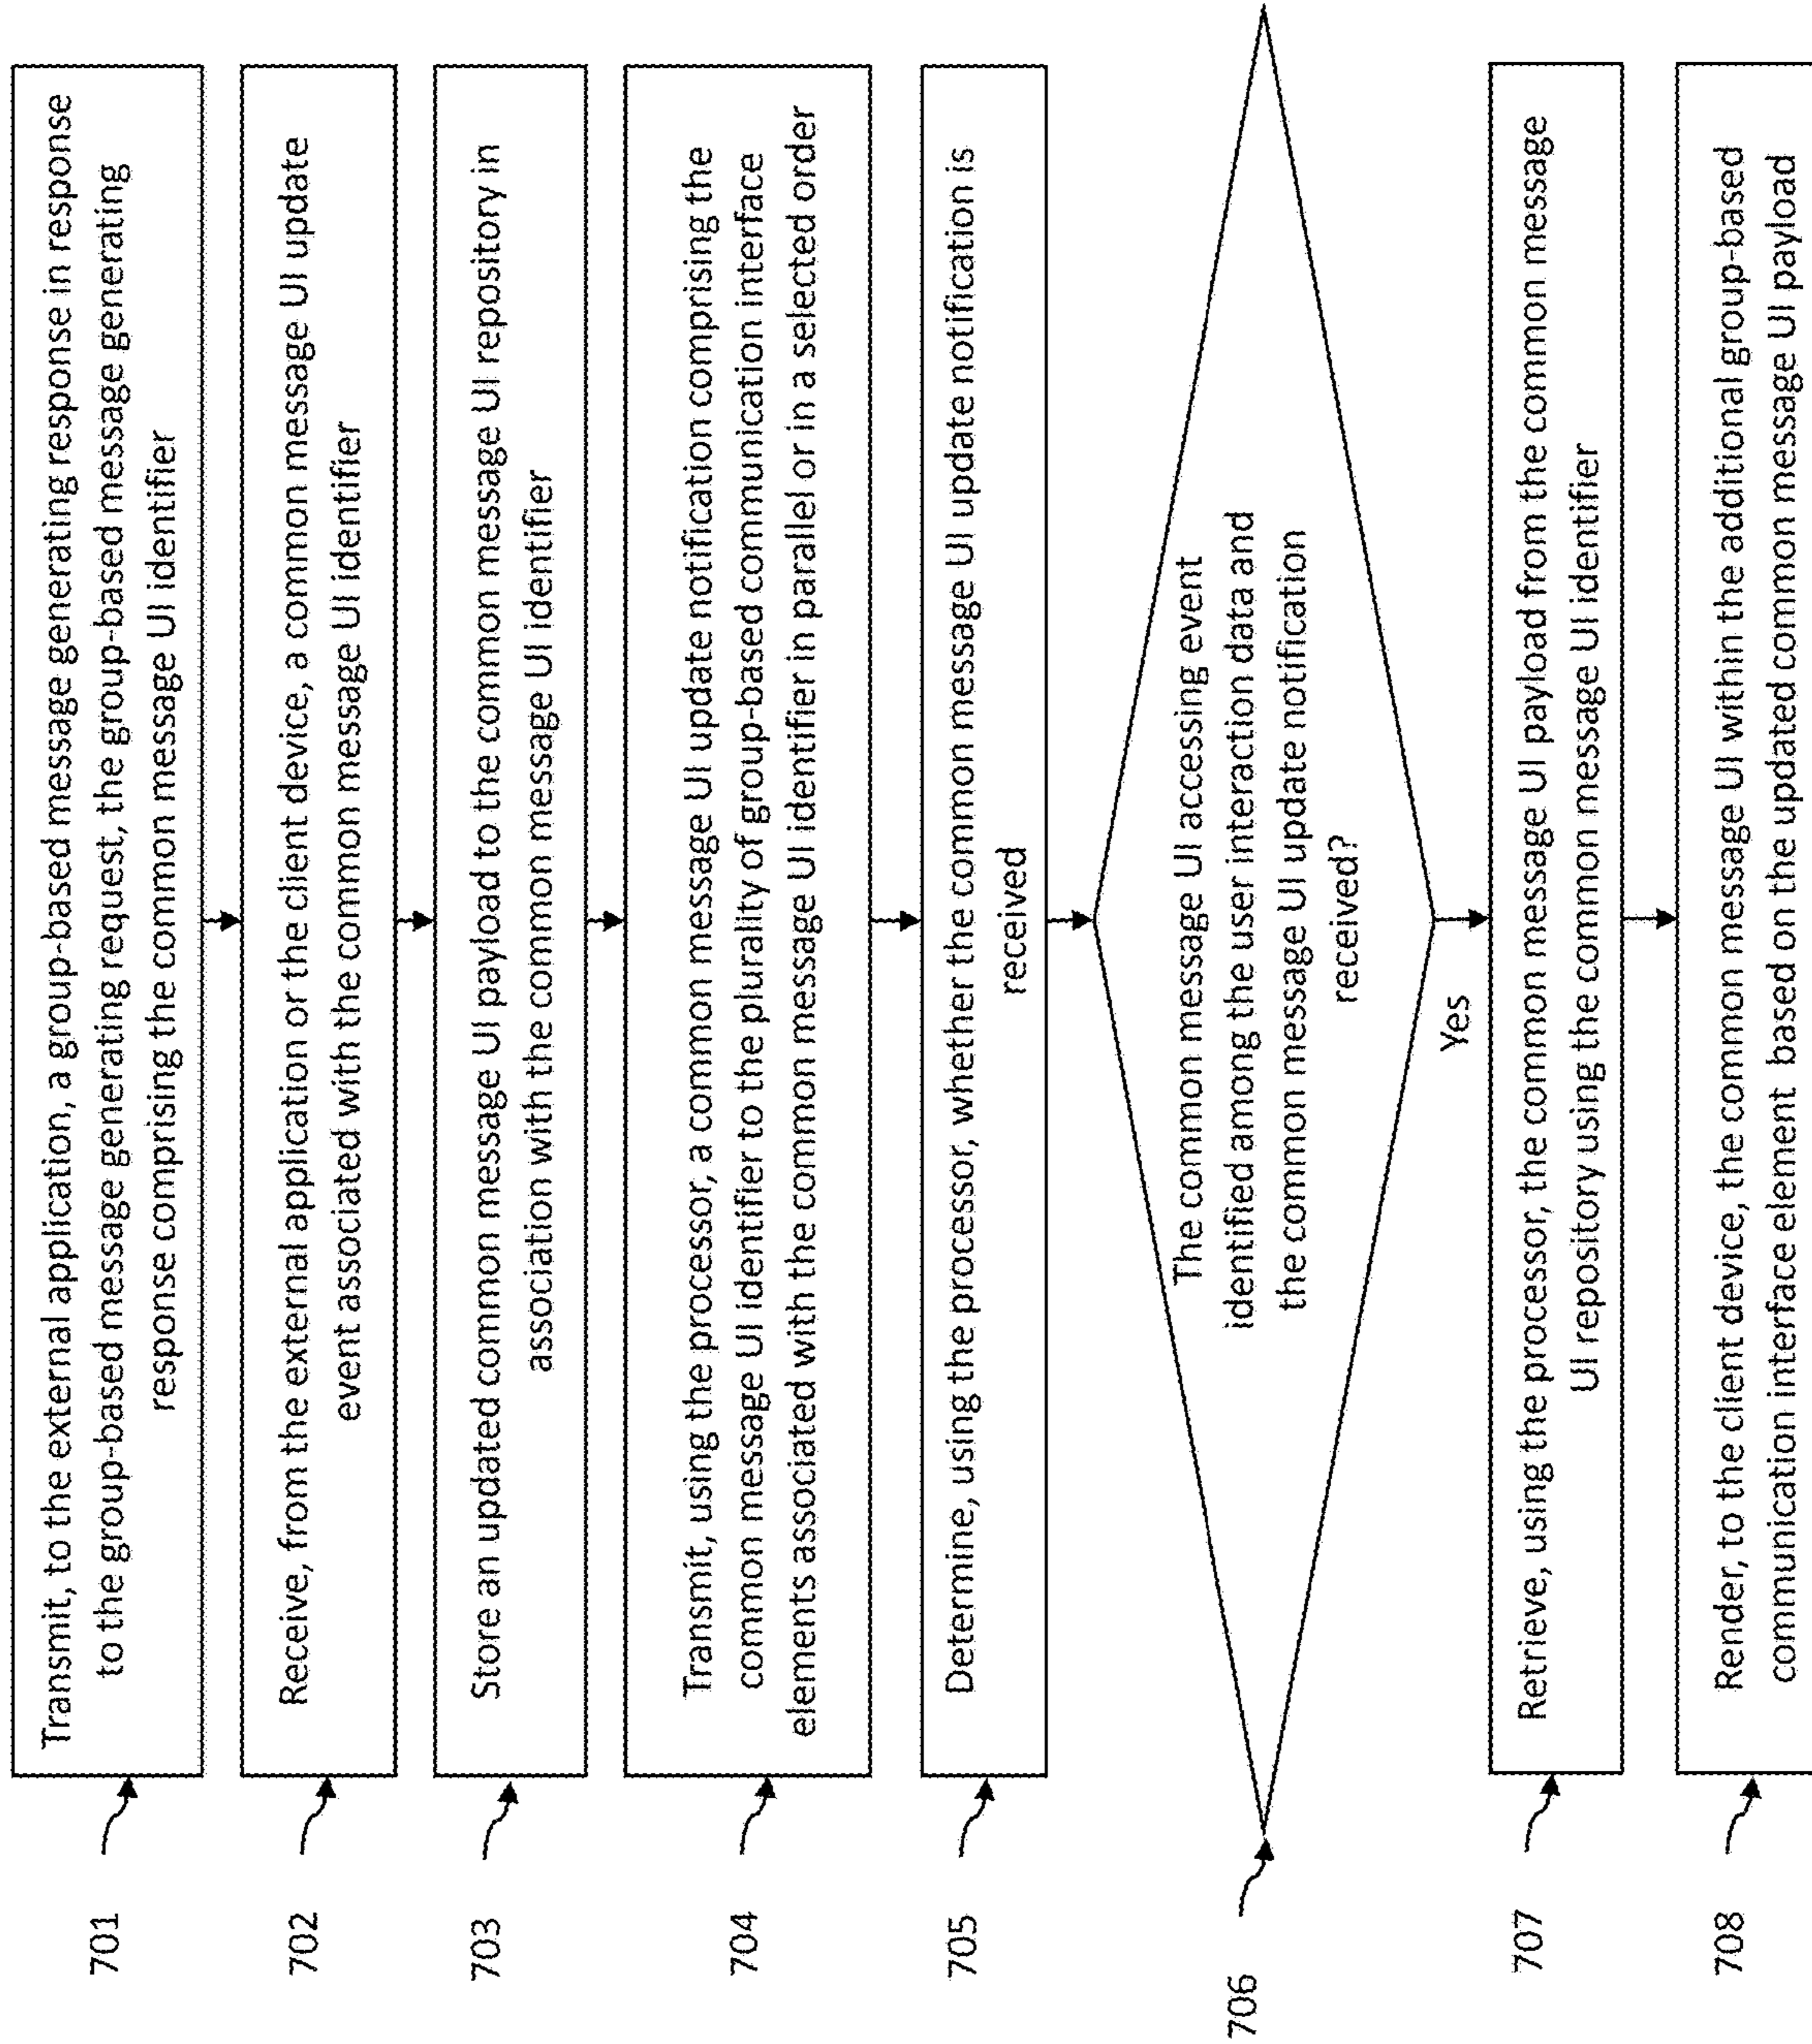 701
Transmit, to the external application, a group-based message generating response in response
to the group-based message generating request, the group-based message generating
response comprising the common message UI identifier
702
Receive, from the external application or the client device, a common message UI update
event associated with the common message UI identifier
703
Store an updated common message UI payload to the common message UI repository in
association with the common message UI identifier
704
Transmit, using the processor, a common message UI update notification comprising the
common message UI identifier to the plurality of group-based communication interface
elements associated with the common message UI identifier in parallel or in a selected order
705
Determine, using the processor, whether the common message UI update notification is
received
706
The common message UI accessing event
identified among the user interaction data and
the common message UI update notification
received?
Yes
707
Retrieve, using the processor, the common message UI payload from the common message
UI repository using the common message UI identifier
708
Render, to the client device, the common message UI within the additional group-based
communication interface element based on the updated common message UI payload